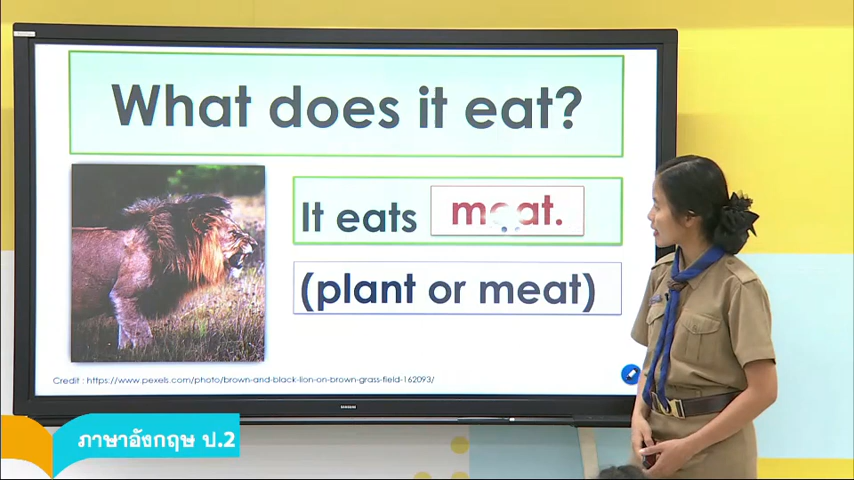 What does it eat?
It eats meat.
(plant or meat)
Credit : https://www.pexels.com/photo/brown-and-black-lion-on-brown-grass-field-162093/
ภาษาอังกฤษ ป.2